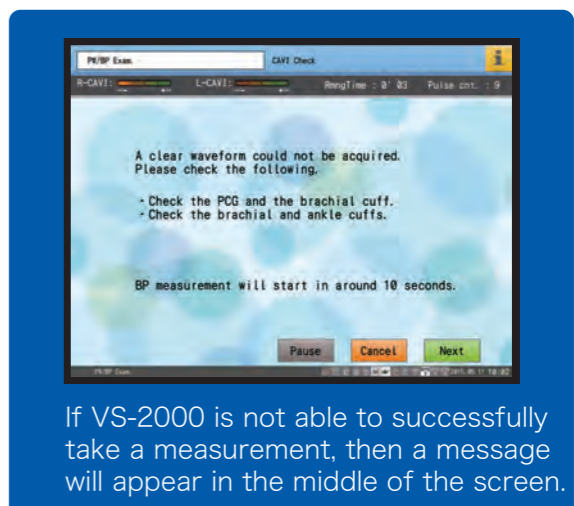 PW/BP Exam.
CAVI Check
i
R-CAVI:
L-CAVI:
RmngTime : 0' 03
Pulse cnt. : 9
A clear waveform could not be acquired.
Please check the following.
・Check the PCG and the brachial cuff.
・Check the brachial and ankle cuffs.
BP measurement will start in around 10 seconds.
Pause
Cancel
Next
PW/BP Exam.
If VS-2000 is not able to successfully
take a measurement, then a message
will appear in the middle of the screen.